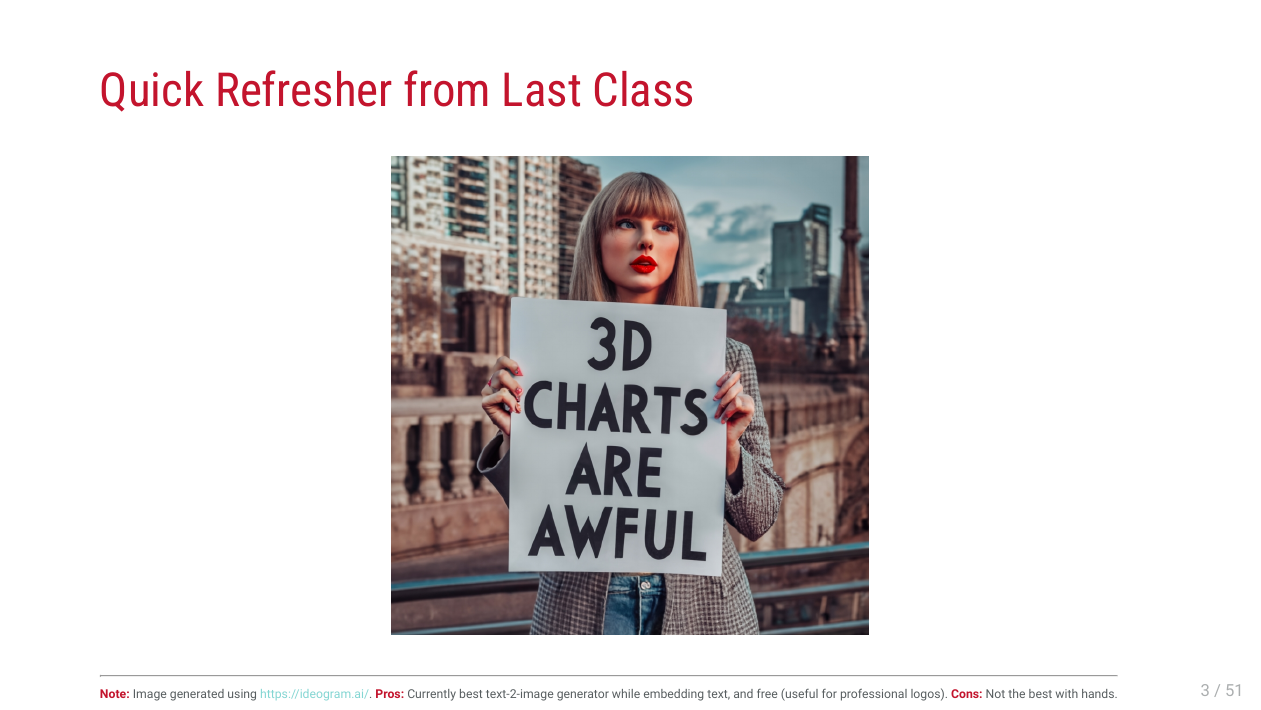 Quick Refresher from Last Class
3D
CHARTS
ARE
AWFUL
Note: Image generated using https://ideogram.ai/. Pros: Currently best text-2-image generator while embedding text, and free (useful for professional logos). Cons: Not the best with hands.
3 / 51